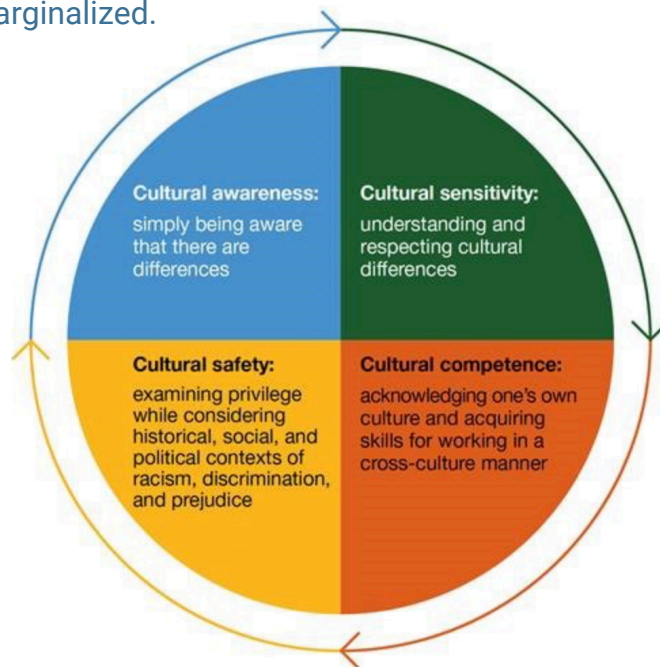 arginalized.
Cultural awareness:
simply being aware
that there are
differences
Cultural sensitivity:
understanding and
respecting cultural
differences
Cultural safety:
examining privilege
while considering
historical, social, and
political contexts of
racism, discrimination,
and prejudice
Cultural competence:
acknowledging one's own
culture and acquiring
skills for working in a
cross-culture manner